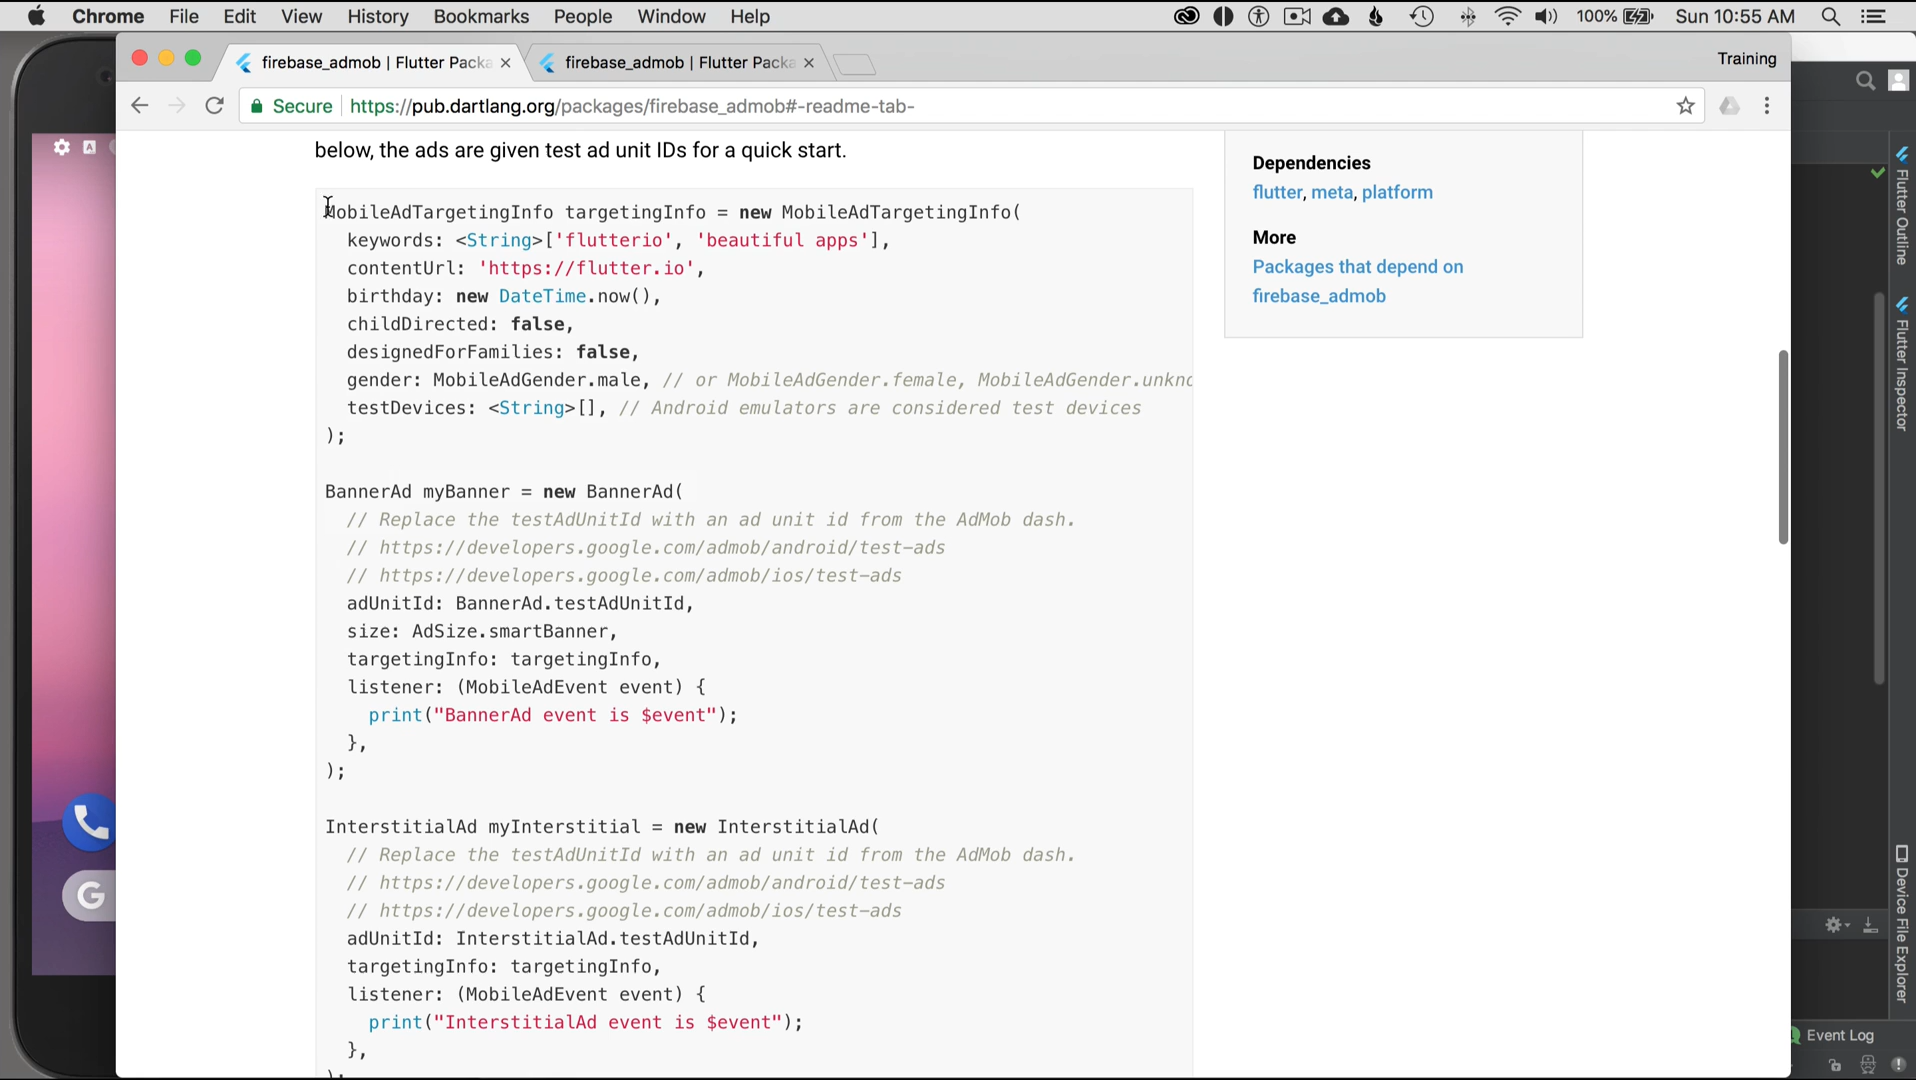 Chrome File Edit View History Bookmarks People Window Help 100% Sun 10:55 AM
firebase_admob | Flutter Packa
firebase_admob | Flutter Packa
Training
Secure https://pub.dartlang.org/packages/firebase_admob#-readme-tab-
below, the ads are given test ad unit IDs for a quick start.
MobileAdTargetingInfo targetingInfo = new MobileAdTargetingInfo(
keywords: <String>['flutterio', 'beautiful apps'],
contentUrl: 'https://flutter.io',
birthday: new DateTime.now(),
childDirected: false,
designedForFamilies: false,
gender: MobileAdGender.male, // or MobileAdGender.female, MobileAdGender.unkno
testDevices: <String>[], // Android emulators are considered test devices
);
BannerAd myBanner = new BannerAd(
// Replace the testAdUnitId with an ad unit id from the AdMob dash.
// https://developers.google.com/admob/android/test-ads
// https://developers.google.com/admob/ios/test-ads
adUnitId: BannerAd.testAdUnitId,
size: AdSize.smartBanner,
targetingInfo: targetingInfo,
listener: (MobileAdEvent event) {
print("BannerAd event is $event");
},
);
InterstitialAd myInterstitial = new InterstitialAd(
// Replace the testAdUnitId with an ad unit id from the AdMob dash.
// https://developers.google.com/admob/android/test-ads
// https://developers.google.com/admob/ios/test-ads
adUnitId: InterstitialAd.testAdUnitId,
targetingInfo: targetingInfo,
listener: (MobileAdEvent event) {
print("InterstitialAd event is $event");
},
);
Dependencies
flutter, meta, platform
More
Packages that depend on
firebase_admob
Flutter Outline
Flutter Inspector
Device File Explorer
Event Log
G